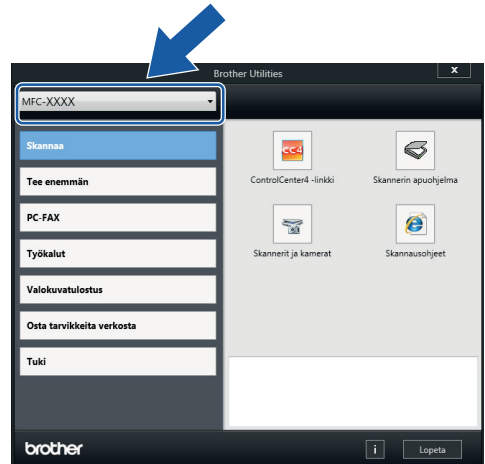 Brother Utilities
X
MFC-XXXX
Skannaa
Tee enemmän
PC-FAX
Työkalut
Valokuvatulostus
Osta tarvikkeita verkosta
Tuki
CC4
ControlCenter4 -linkki
Skannerin apuohjelma
Skannerit ja kamerat
Skannausohjeet
brother
i
Lopeta